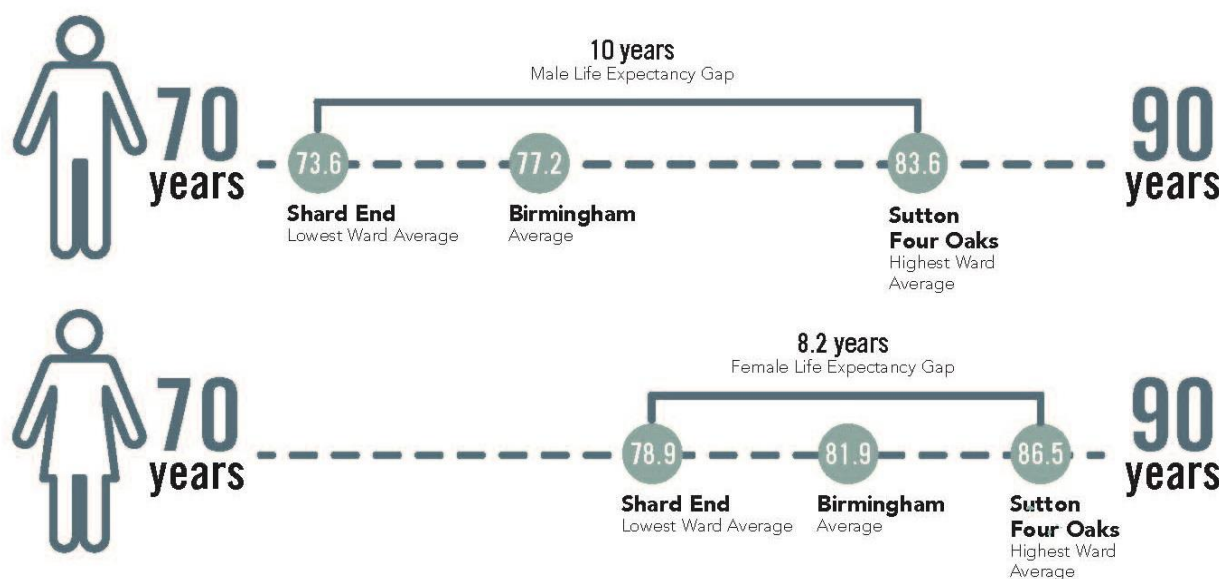 10 years
Male Life Expectancy Gap
70
years
73.6
77.2
83.6
90
years
Shard End
Lowest Ward Average
Birmingham
Average
Sutton
Four Oaks
Highest Ward
Average
8.2 years
Female Life Expectancy Gap
70
years
78.9
81.9
86.5
90
years
Shard End
Lowest Ward Average
Birmingham
Average
Sutton
Four Oaks
Highest Ward
Average